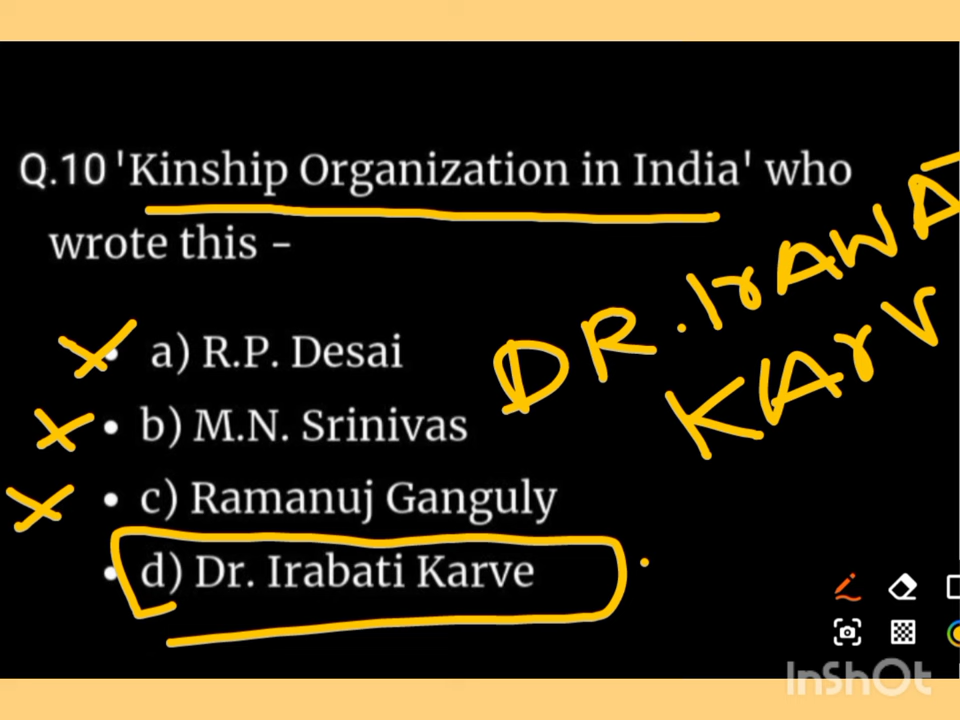 Q.10 'Kinship Organization in India' who
wrote this -
DR. IrAWA
KARV
a) R.P. Desai
b) M.N. Srinivas
c) Ramanuj Ganguly
d) Dr. Irabati Karve
InShOt